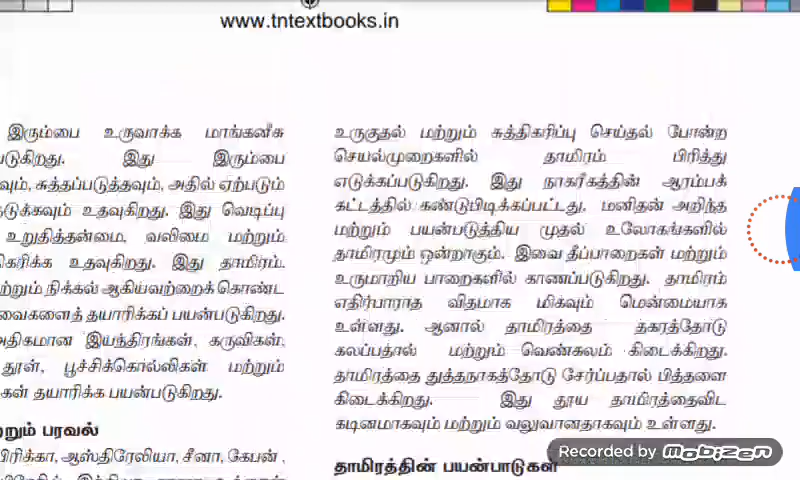 www.tntextbooks.in
இரும்பை உருவாக்க மாங்கனீசு
படுகிறது. இது இரும்பை
வும், சுத்தப்படுத்தவும், அதில் ஏற்படும்
டுக்கவும் உதவுகிறது. இது வெடிப்பு
உறுதித்தன்மை, வலிமை மற்றும்
கரிக்க உதவுகிறது. இது தாமிரம்.
ற்றும் நிக்கல் ஆகியவற்றைக் கொண்ட
வைகளைத் தயாரிக்கப் பயன்படுகிறது.
அதிகமான இயந்திரங்கள், கருவிகள்,
தூள், பூச்சிக்கொல்லிகள் மற்றும்
கள் தயாரிக்க பயன்படுகிறது.
றும் பரவல்
பிரிக்கா, ஆஸ்திரேலியா, சீனா, கேபன் ,
உருகுதல் மற்றும் சுத்திகரிப்பு செய்தல் போன்ற
செயல்முறைகளில் தாமிரம் பிரித்து
எடுக்கப்படுகிறது. இது நாகரீகத்தின் ஆரம்பக்
கட்டத்தில் கண்டுபிடிக்கப்பட்டது. மனிதன் அறிந்த
மற்றும் பயன்படுத்திய முதல் உலோகங்களில்
தாமிரமும் ஒன்றாகும். இவை தீப்பாறைகள் மற்றும்
உருமாறிய பாறைகளில் காணப்படுகிறது. தாமிரம்
எதிர்பாராத விதமாக மிகவும் மென்மையாக
உள்ளது. ஆனால் தாமிரத்தை தகரத்தோடு
கலப்பதால் மற்றும் வெண்கலம் கிடைக்கிறது.
தாமிரத்தை துத்தநாகத்தோடு சேர்ப்பதால் பித்தளை
கிடைக்கிறது. இது தூய தாமிரத்தைவிட
கடினமாகவும் மற்றும் வலுவானதாகவும் உள்ளது.
தாமிரத்தின் பயன்பாடுகள்
Recorded by Mobizen